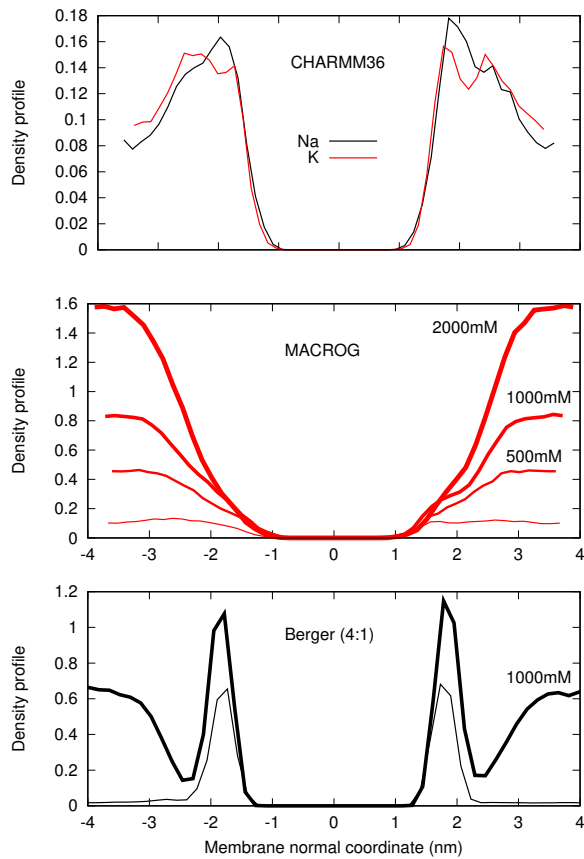 0.18
0.16
0.14
0.12
0.1
0.08
0.06
0.04
0.02
0
Density profile
CHARMM36
Na
K
1.6
1.4
1.2
1
0.8
0.6
0.4
0.2
0
Density profile
MACROG
2000mM
1000mM
500mM
-4 -3 -2 -1 0 1 2 3 4
1.2
1
0.8
0.6
0.4
0.2
0
Density profile
Berger (4:1)
1000mM
-4 -3 -2 -1 0 1 2 3 4
Membrane normal coordinate (nm)